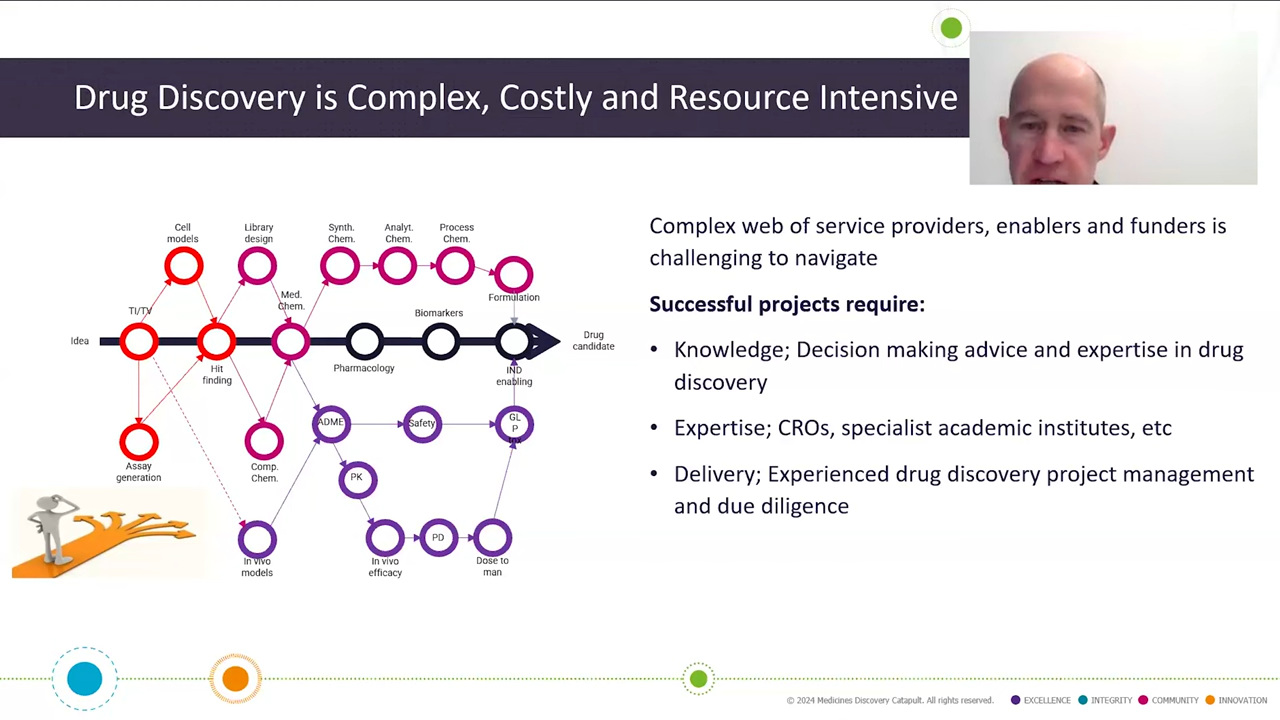 Drug Discovery is Complex, Costly and Resource Intensive
Cell
models
Library
design
Synth.
Chem.
Analyt.
Chem.
Process
Chem.
TI/TV
Med.
Chem.
Formulation
Biomarkers
Idea
Drug
candidate
Hit
finding
Pharmacology
IND
enabling
ADME
Safety
GL
P
tox
Assay
generation
Comp.
Chem.
PK
PD
In vivo
models
In vivo
efficacy
Dose to
man
Complex web of service providers, enablers and funders is
challenging to navigate
Successful projects require:
• Knowledge; Decision making advice and expertise in drug
discovery
• Expertise; CROs, specialist academic institutes, etc
• Delivery; Experienced drug discovery project management
and due diligence
© 2024 Medicines Discovery Catapult. All rights reserved.
EXCELLENCE
INTEGRITY
COMMUNITY
INNOVATION